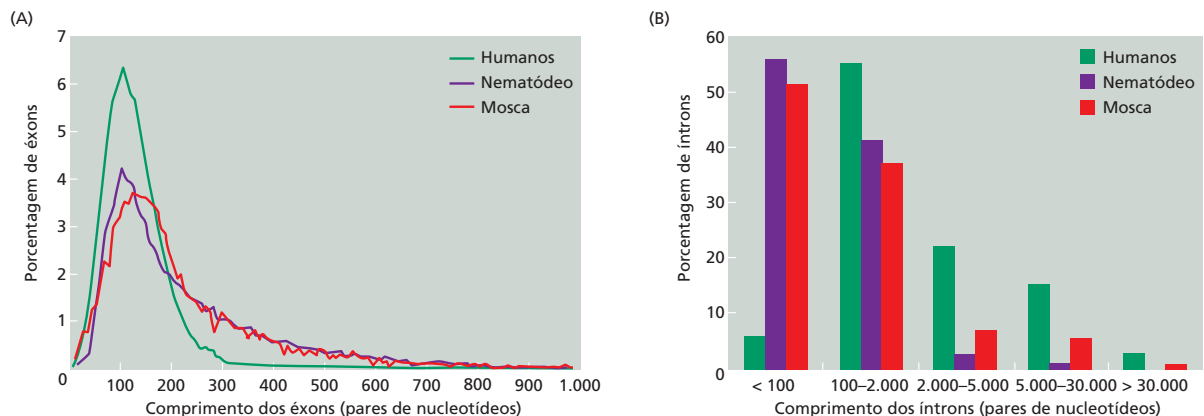 (A)
7
6
5
4
3
2
1
0
Porcentagem de éxons
Humanos
Nematódeo
Mosca
100 200 300 400 500 600 700 800 900 1.000
Comprimento dos éxons (pares de nucleotídeos)
(B)
60
50
40
30
20
10
0
Porcentagem de íntrons
Humanos
Nematódeo
Mosca
< 100 100–2.000 2.000–5.000 5.000–30.000 > 30.000
Comprimento dos íntrons (pares de nucleotídeos)